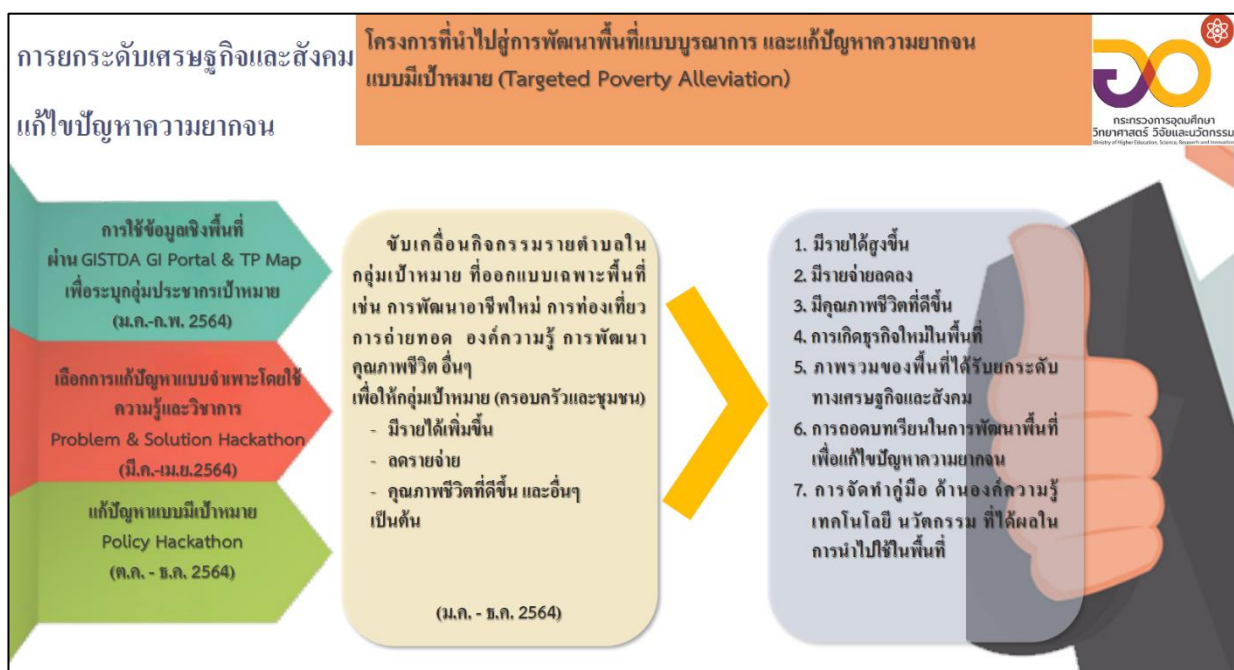 การยกระดับเศรษฐกิจและสังคม
แก้ไขปัญหาความยากจน
โครงการที่นำไปสู่การพัฒนาพื้นที่แบบบูรณาการ และแก้ปัญหาความยากจน
แบบมีเป้าหมาย (Targeted Poverty Alleviation)
กระทรวงการอุดมศึกษา
วิทยาศาสตร์ วิจัยและนวัตกรรม
Ministry of Higher Education, Science, Research and Innovation
การใช้ข้อมูลเชิงพื้นที่
ผ่าน GISTDA GI Portal & TP Map
เพื่อระบุกลุ่มประชากรเป้าหมาย
(ม.ค.-ก.พ. 2564)
เลือกการแก้ปัญหาแบบจำเพาะโดยใช้
ความรู้และวิชาการ
Problem & Solution Hackathon
(มี.ค.-เม.ย.2564)
แก้ปัญหาแบบมีเป้าหมาย
Policy Hackathon
(ต.ค. - ธ.ค. 2564)
ขับเคลื่อนกิจกรรมรายตำบลใน
กลุ่มเป้าหมาย ที่ออกแบบเฉพาะพื้นที่
เช่น การพัฒนาอาชีพใหม่ การท่องเที่ยว
การถ่ายทอด องค์ความรู้ การพัฒนา
คุณภาพชีวิต อื่นๆ
เพื่อให้กลุ่มเป้าหมาย (ครอบครัวและชุมชน)
- มีรายได้เพิ่มขึ้น
- ลดรายจ่าย
- คุณภาพชีวิตที่ดีขึ้น และอื่นๆ
เป็นต้น
(ม.ค. - ธ.ค. 2564)
1. มีรายได้สูงขึ้น
2. มีรายจ่ายลดลง
3. มีคุณภาพชีวิตที่ดีขึ้น
4. การเกิดธุรกิจใหม่ในพื้นที่
5. ภาพรวมของพื้นที่ได้รับยกระดับ
ทางเศรษฐกิจและสังคม
6. การถอดบทเรียนในการพัฒนาพื้นที่
เพื่อแก้ไขปัญหาความยากจน
7. การจัดทำคู่มือ ด้านองค์ความรู้
เทคโนโลยี นวัตกรรม ที่ได้ผลใน
การนำไปใช้ในพื้นที่